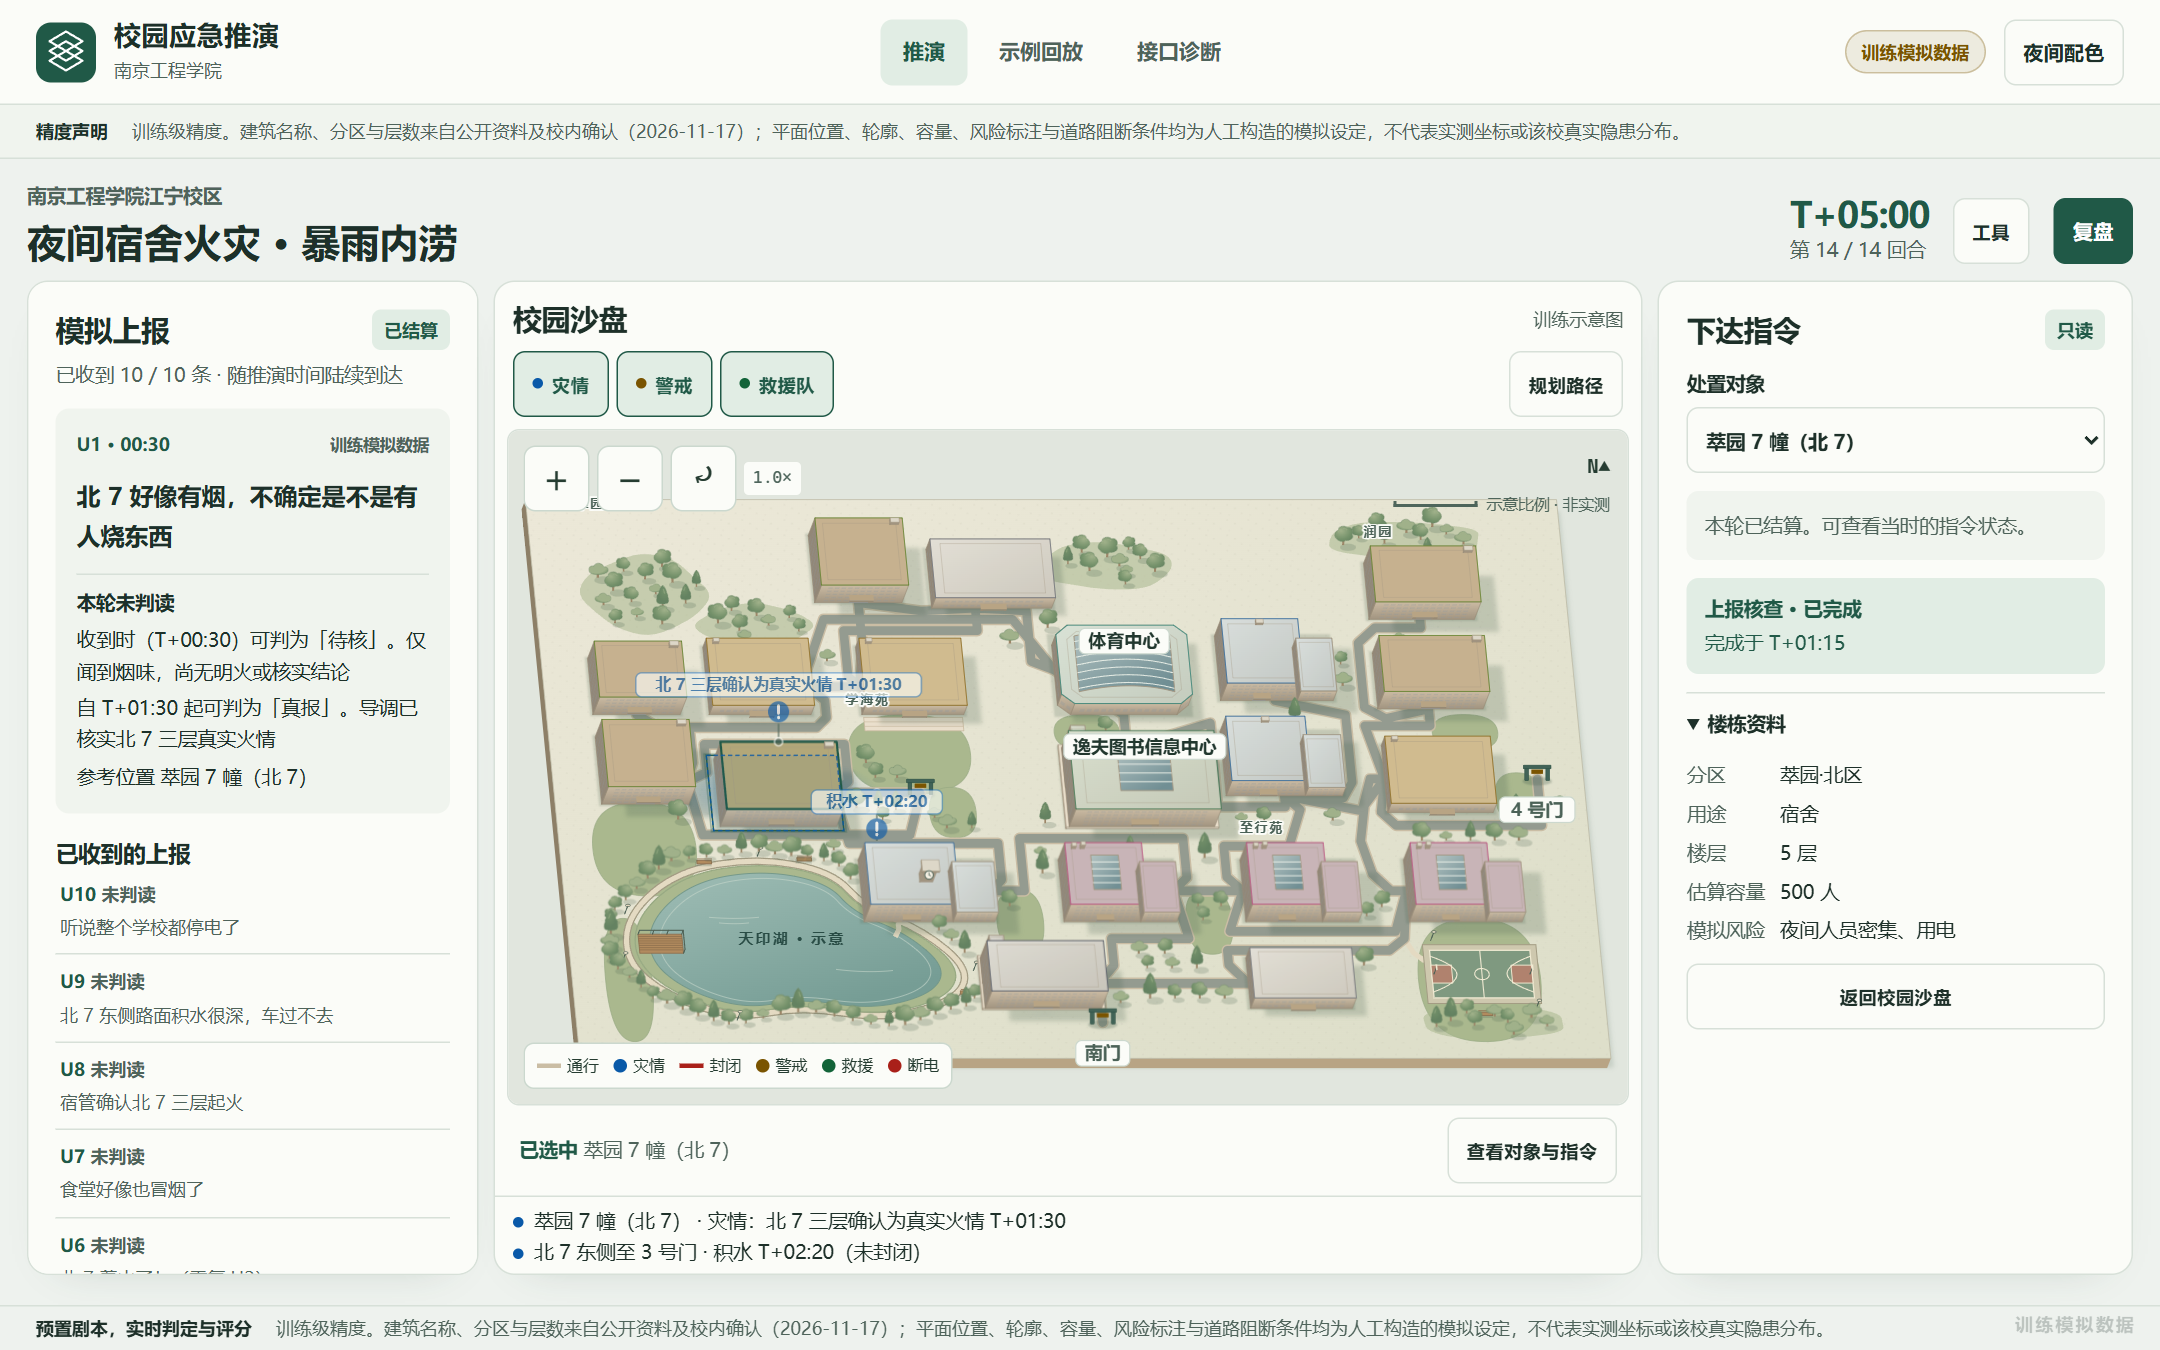 校园应急推演
南京工程学院
推演
示例回放
接口诊断
训练模拟数据
夜间配色
精度声明 训练级精度。建筑名称、分区与层数来自公开资料及校内确认（2026-11-17）；平面位置、轮廓、容量、风险标注与道路阻断条件均为人工构造的模拟设定，不代表实测坐标或该校真实隐患分布。
南京工程学院江宁校区
夜间宿舍火灾·暴雨内涝
T+05:00
第 14 / 14 回合
工具
复盘
模拟上报
已结算
已收到 10 / 10 条 · 随推演时间陆续到达
U1 • 00:30
训练模拟数据
北 7 好像有烟，不确定是不是有
人烧东西
本轮未判读
收到时（T+00:30）可判为「待核」。仅
闻到烟味，尚无明火或核实结论
自 T+01:30 起可判为「真报」。导调已
核实北 7 三层真实火情
参考位置 萃园 7 幢（北 7）
已收到的上报
U10 未判读
听说整个学校都停电了
U9 未判读
北 7 东侧路面积水很深，车过不去
U8 未判读
宿管确认北 7 三层起火
U7 未判读
食堂好像也冒烟了
U6 未判读
校园沙盘
训练示意图
灾情
警戒
救援队
规划路径
+
−
1.0×
N▲
示意比例 · 非实测
园
润园
体育中心
北 7 三层确认为真实火情 T+01:30
学海苑
逸夫图书信息中心
积水 T+02:20
4 号门
至行苑
天印湖 • 示意
南门
通行
灾情
封闭
警戒
救援
断电
已选中 萃园 7 幢（北 7）
查看对象与指令
萃园 7 幢（北 7） · 灾情：北 7 三层确认为真实火情 T+01:30
北 7 东侧至 3 号门 · 积水 T+02:20（未封闭）
下达指令
只读
处置对象
萃园 7 幢（北 7）
本轮已结算。可查看当时的指令状态。
上报核查 • 已完成
完成于 T+01:15
▼ 楼栋资料
分区 萃园·北区
用途 宿舍
楼层 5 层
估算容量 500 人
模拟风险 夜间人员密集、用电
返回校园沙盘
预置剧本，实时判定与评分 训练级精度。建筑名称、分区与层数来自公开资料及校内确认（2026-11-17）；平面位置、轮廓、容量、风险标注与道路阻断条件均为人工构造的模拟设定，不代表实测坐标或该校真实隐患分布。
训练模拟数据